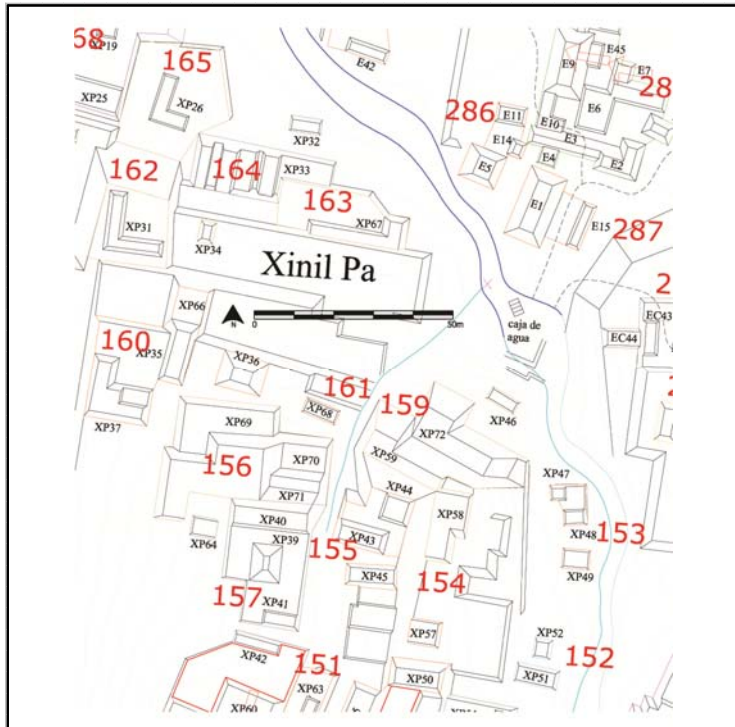 XP19
68
165
E42
E9
E45
E7
28
XP25
XP26
286
E11
E10
E6
XP32
E14
E3
E5
E4
E2
162
164
XP33
163
E1
XP31
XP67
E15
287
XP34
Xinil Pa
2
XP66
N
0
50m
caja de
agua
EC43
EC44
160
XP35
XP36
161
XP37
XP68
159
XP46
XP69
XP72
156
XP70
XP59
XP47
XP71
XP44
XP40
XP58
XP48
XP64
XP39
155
XP43
153
XP45
154
XP49
157
XP41
XP57
XP52
XP42
151
152
XP50
XP51
XP63
XP60